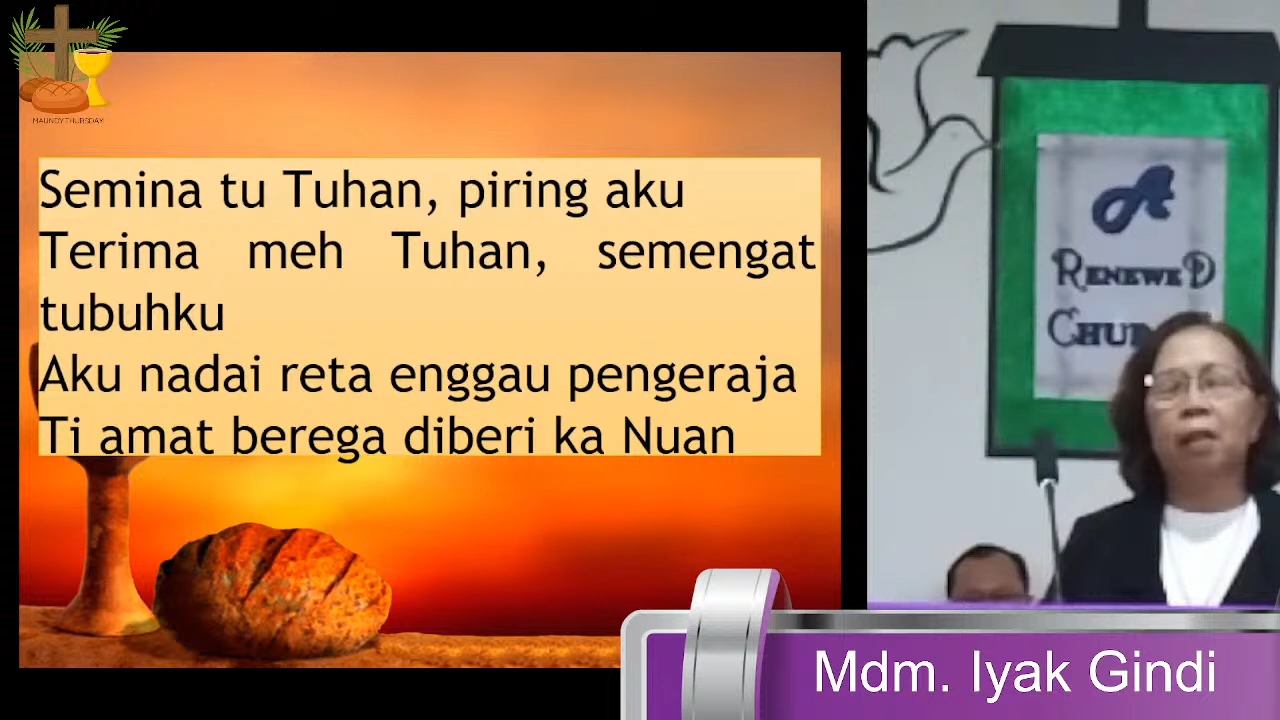 MAUNDY THURSDAY
Semina tu Tuhan, piring aku
Terima meh Tuhan, semengat
tubuhku
Aku nadai reta enggau pengeraja
Ti amat berega diberi ka Nuan
A
RENEWED
Mdm. Iyak Gindi